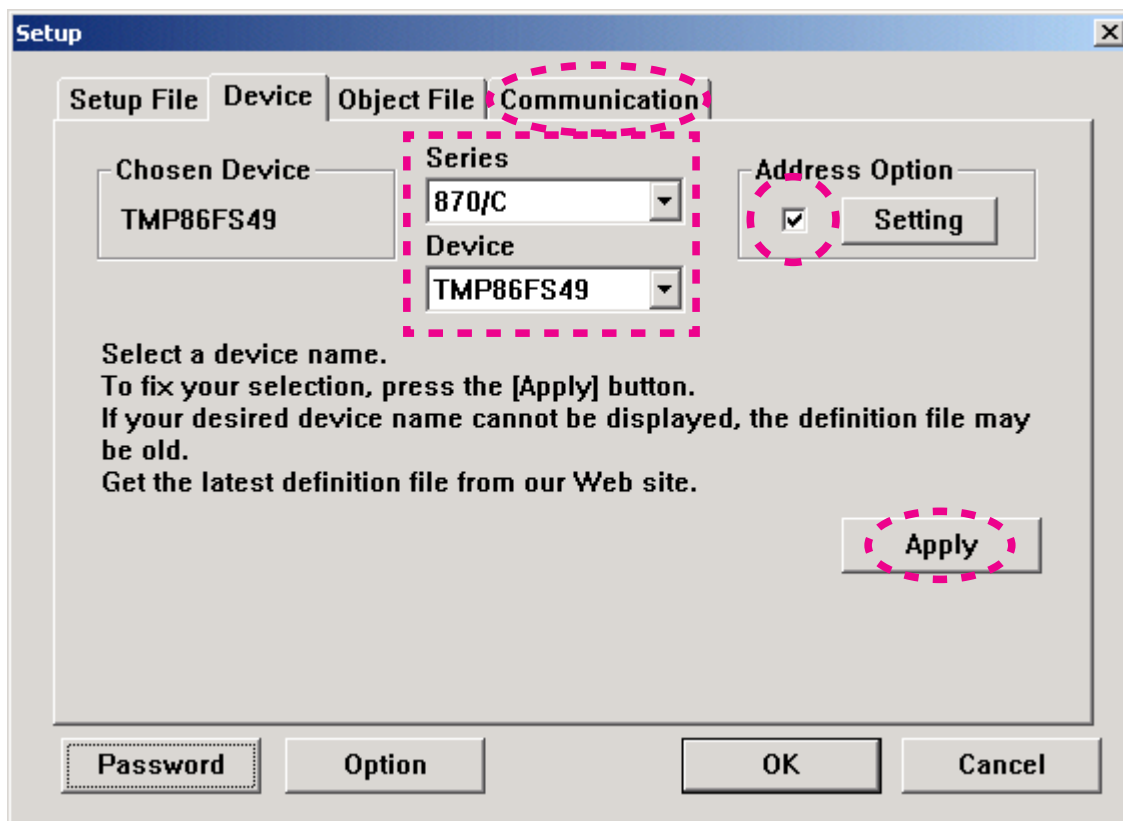 Setup
Setup File
Device
Object File
Communication
Chosen Device
TMP86FS49
Series
870/C
Device
TMP86FS49
Address Option
Setting
Select a device name.
To fix your selection, press the [Apply] button.
If your desired device name cannot be displayed, the definition file may
be old.
Get the latest definition file from our Web site.
Apply
Password
Option
OK
Cancel